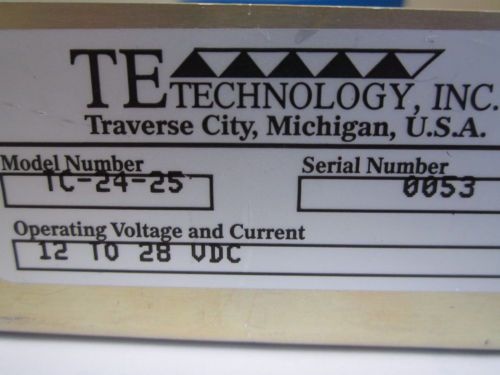 TE TECHNOLOGY, INC.
Traverse City, Michigan, U.S.A.
Model Number Serial Number
TC-24-25 0053
Operating Voltage and Current
12 TO 28 VDC